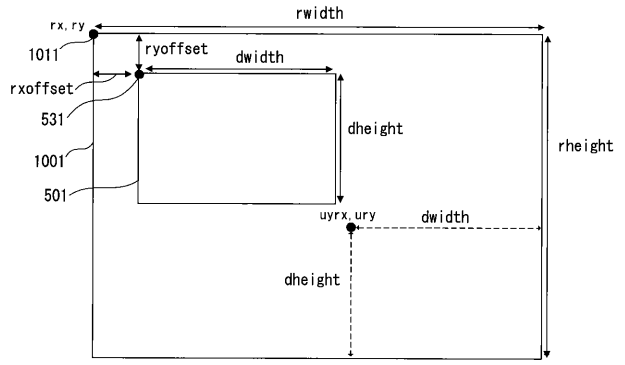 rwidth
rx,ry
1011
ryoffset
dwidth
rxoffset
531
dheight
rheight
1001
501
uyrx,ury
dwidth
dheight